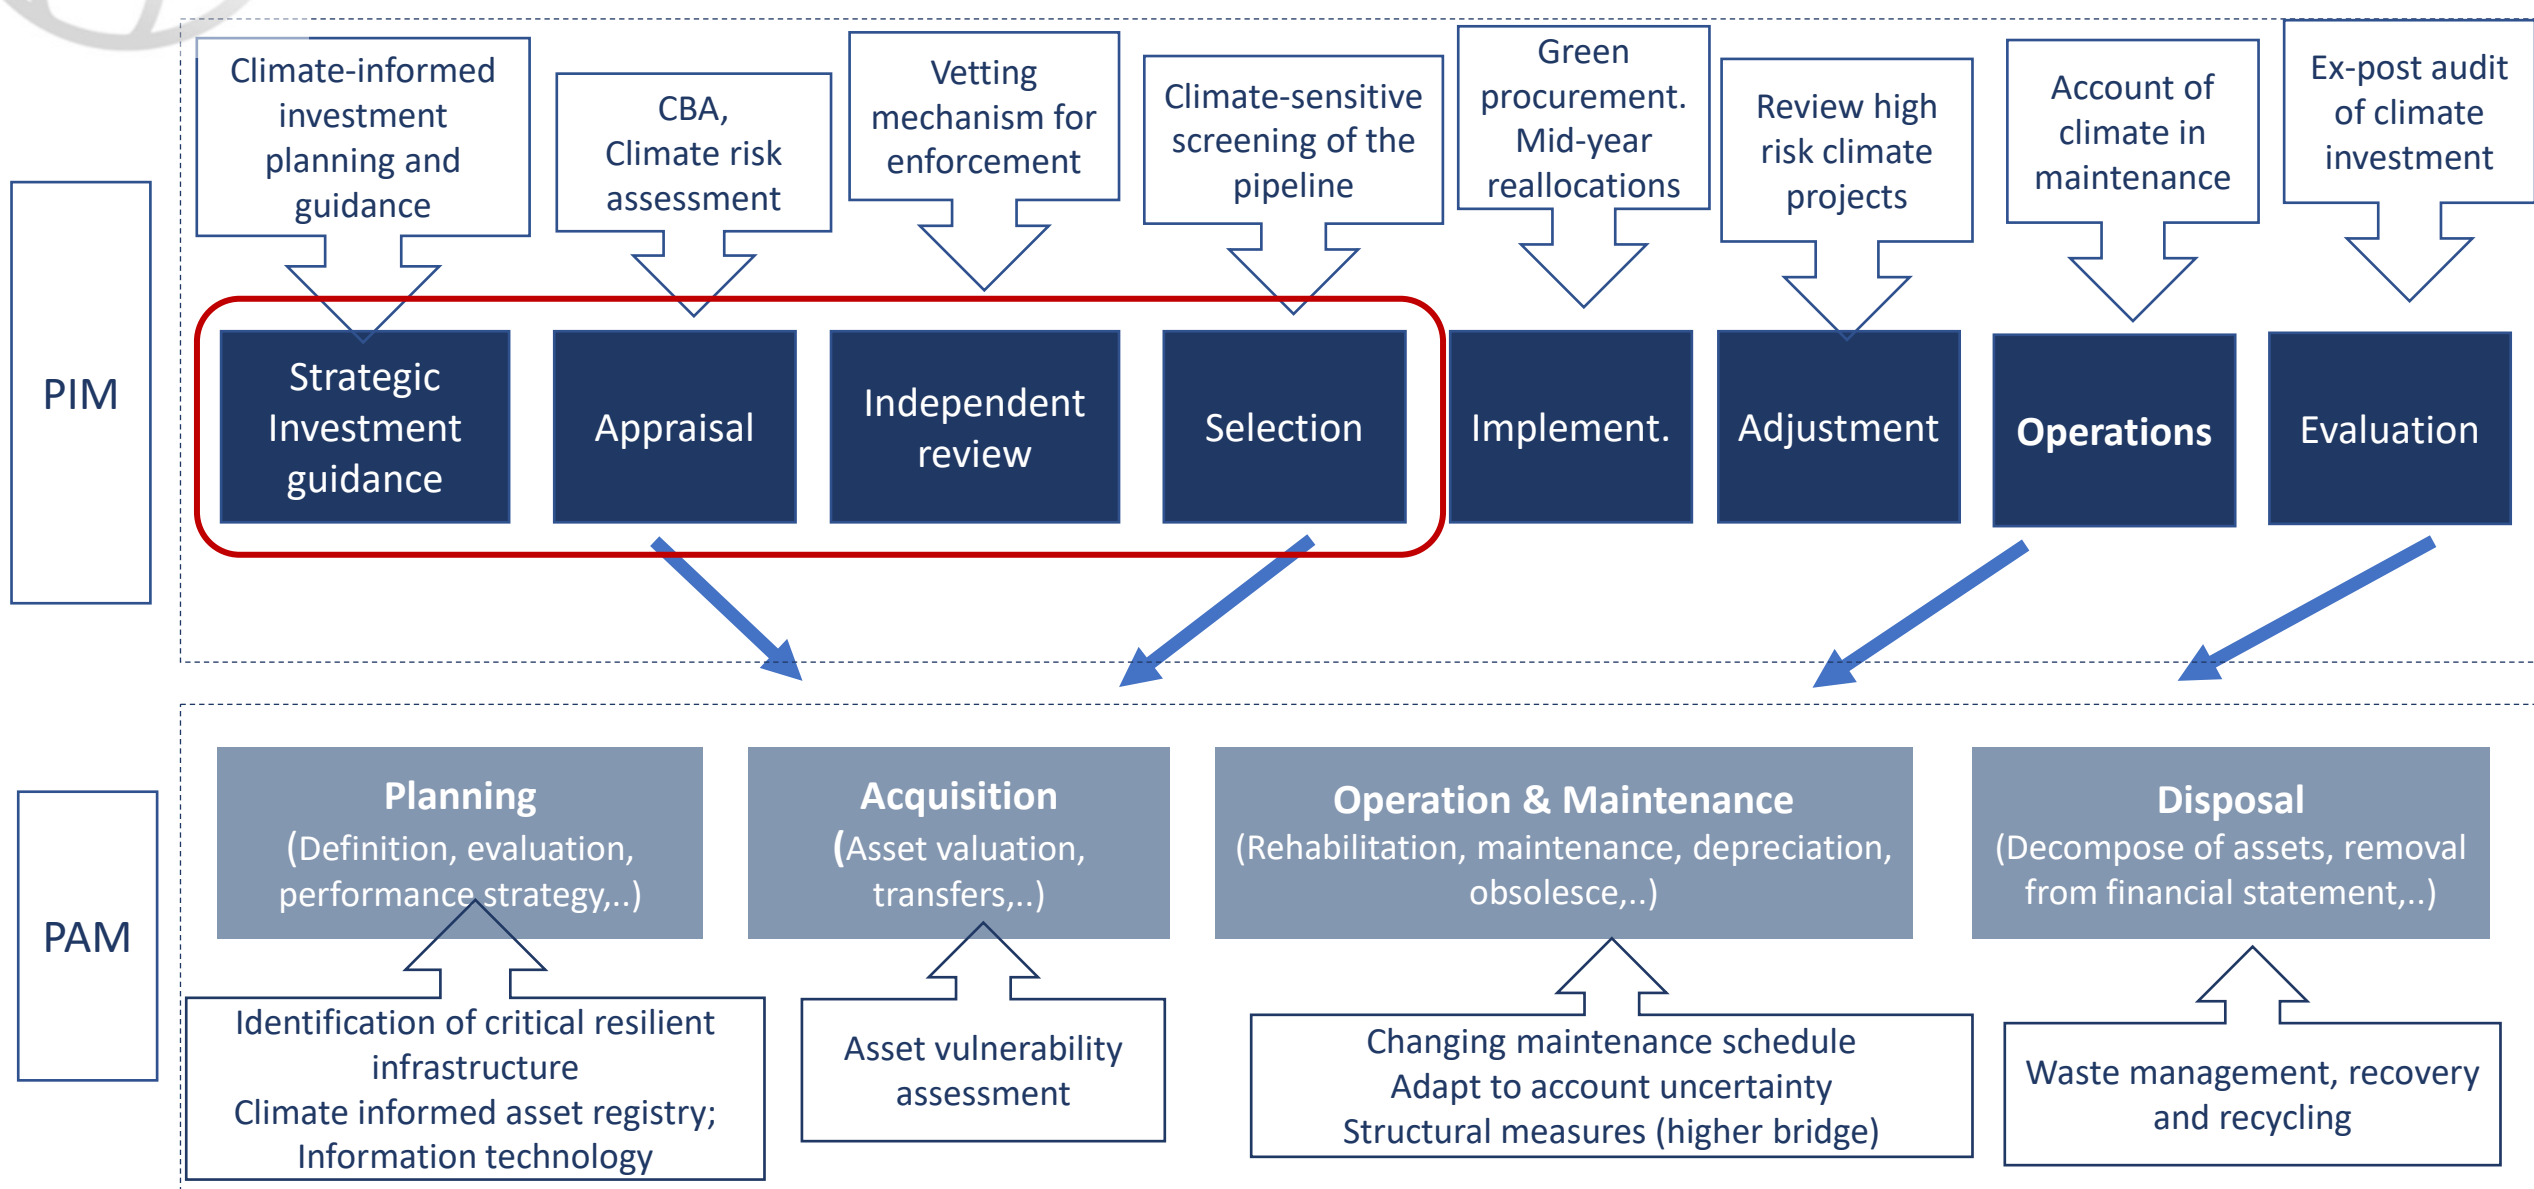 Climate-informed
investment
planning and
guidance
CBA,
Climate risk
assessment
Vetting
mechanism for
enforcement
Climate-sensitive
screening of the
pipeline
Green
procurement.
Mid-year
reallocations
Review high
risk climate
projects
Account of
climate in
maintenance
Ex-post audit
of climate
investment
PIM
Strategic
Investment
guidance
Appraisal
Independent
review
Selection
Implement.
Adjustment
Operations
Evaluation
PAM
Planning
(Definition, evaluation,
performance strategy,..)
Acquisition
(Asset valuation,
transfers,..)
Operation & Maintenance
(Rehabilitation, maintenance, depreciation,
obsolesce,..)
Disposal
(Decompose of assets, removal
from financial statement,..)
Identification of critical resilient
infrastructure
Climate informed asset registry;
Information technology
Asset vulnerability
assessment
Changing maintenance schedule
Adapt to account uncertainty
Structural measures (higher bridge)
Waste management, recovery
and recycling